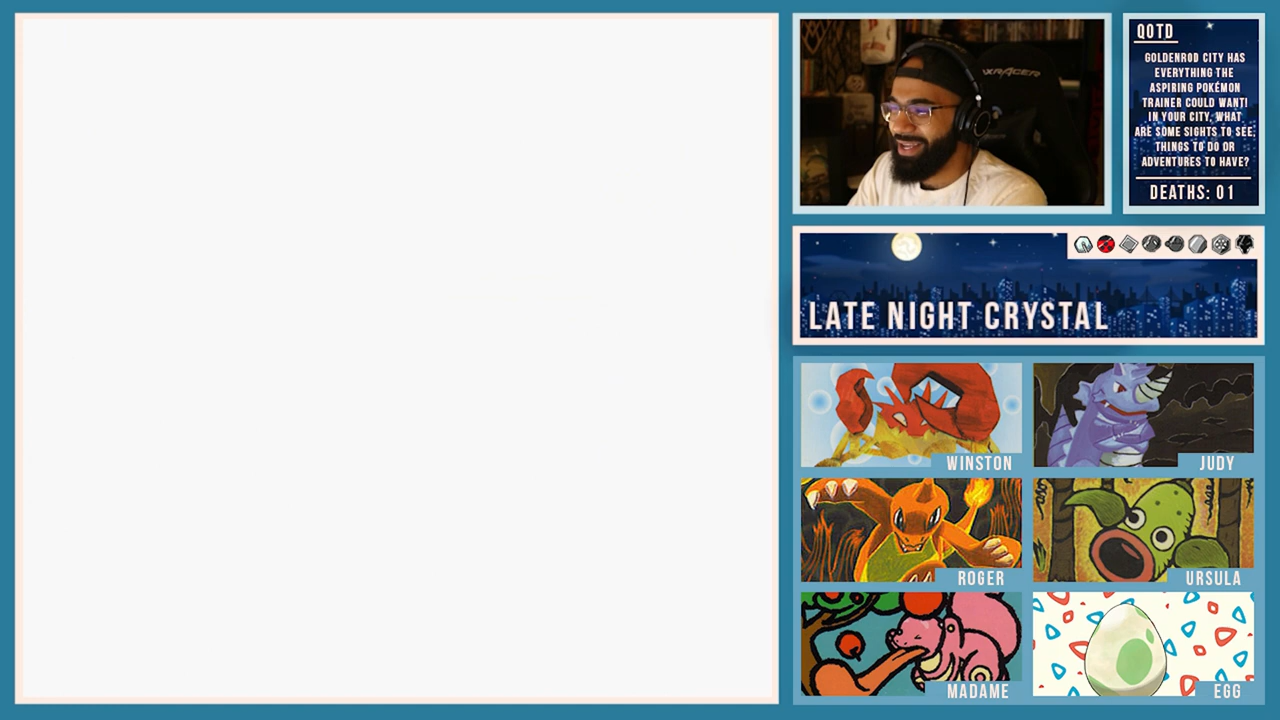 QOTD
GOLDENROD CITY HAS
EVERYTHING THE
ASPIRING POKÉMON
TRAINER COULD WANT!
IN YOUR CITY, WHAT
ARE SOME SIGHTS TO SEE,
THINGS TO DO OR
ADVENTURES TO HAVE?
DEATHS: 01
XRACER
LATE NIGHT CRYSTAL
WINSTON
JUDY
ROGER
URSULA
MADAME
EGG